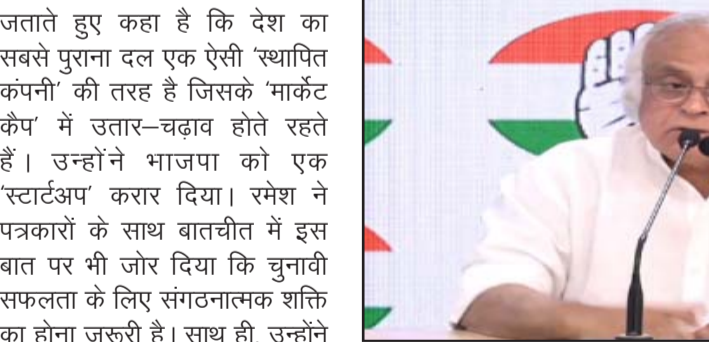 जताते हुए कहा है कि देश का
सबसे पुराना दल एक ऐसी ‘स्थापित
कंपनी’ की तरह है जिसके ‘मार्केट
कैप’ में उतार–चढ़ाव होते रहते
हैं। उन्होंने भाजपा को एक
‘स्टार्टअप’ करार दिया। रमेश ने
पत्रकारों के साथ बातचीत में इस
बात पर भी जोर दिया कि चुनावी
सफलता के लिए संगठनात्मक शक्ति
का होना जरूरी है। साथ ही, उन्होंने